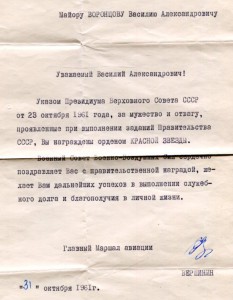 Майору ВОРОНЦОВУ Василию Александровичу
Уважаемый Василий Александрович!
Указом Президиума Верховного Совета СССР
от 23 октября 1961 года, за мужество и отвагу,
проявленные при выполнении заданий Правительства
СССР, Вы награждены орденом КРАСНОЙ ЗВЕЗДЫ.
Военный Совет Военно-Воздушных Сил сердечно
поздравляет Вас с правительственной наградой, же-
лает Вам дальнейших успехов в выполнении служеб-
ного долга и благополучия в личной жизни.
Главный Маршал авиации
ВЕРШИНИН
"31" октября 1961г.